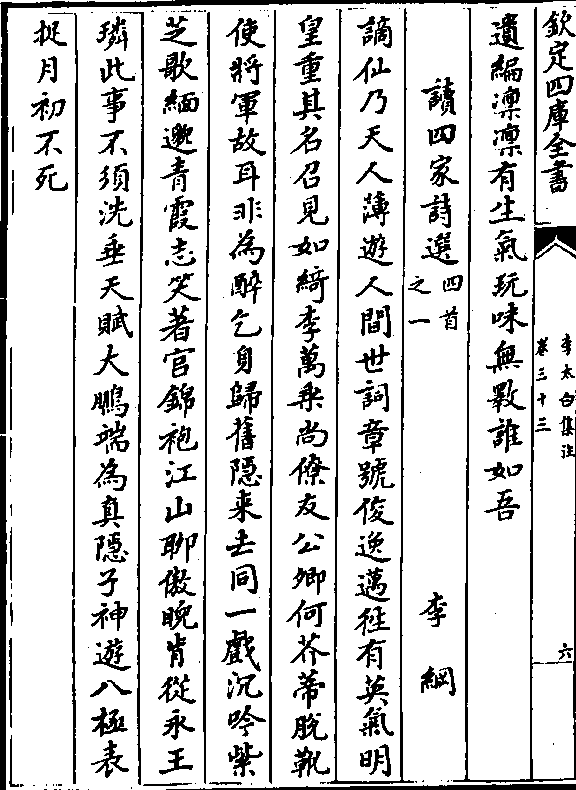 欽定四庫全書
李太白集注
卷三十三
六
遺編凜凜有生氣玩味無斁誰如吾
讀四家詩選四首之一
李綱
謫仙乃天人薄遊人間世詞章號俊逸邁往有英氣明
皇重其名召見如綺李萬乗尚僚友公卿何芥蒂脫靴
使將軍故耳非為醉乞身歸舊隱来去同一戲沉吟紫
芝歌緬邈青霞志笑著宫錦袍江山聊傲睨肯從永王
璘此事不須洗垂天賦大鵬端為真隱子神遊八極表
捉月初不死